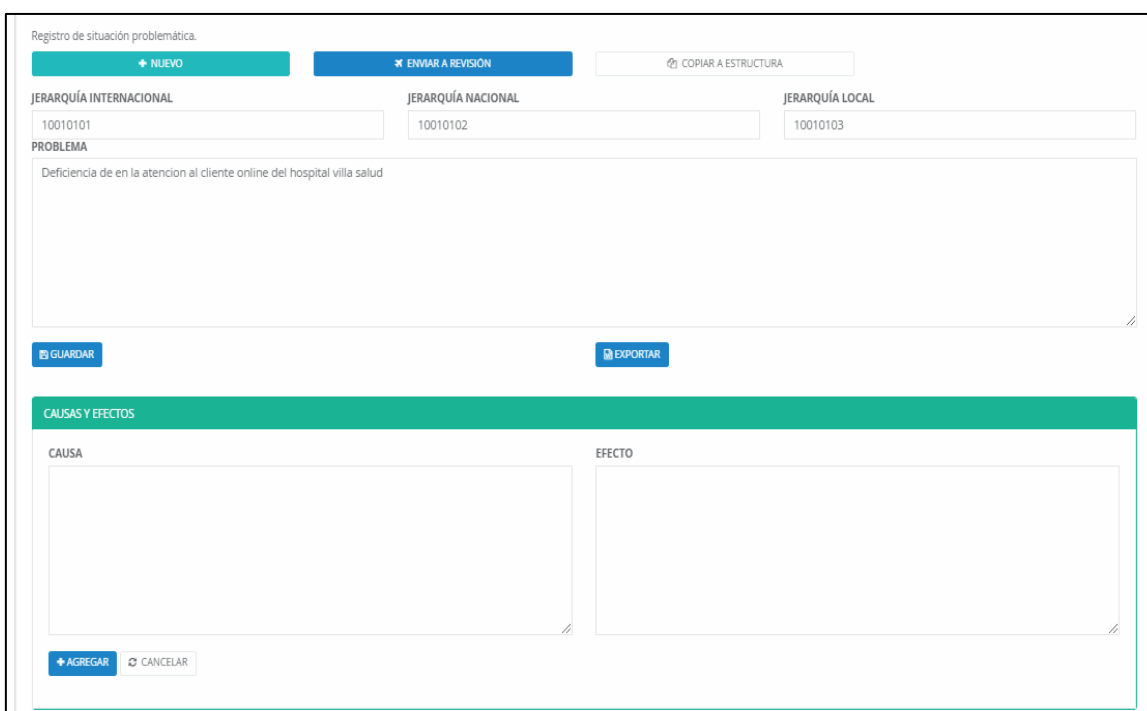 Registro de situación problemática.
NUEVO ENVIAR A REVISIÓN COPIAR A ESTRUCTURA
JERARQUÍA INTERNACIONAL JERARQUÍA NACIONAL JERARQUÍA LOCAL
10010101 10010102 10010103
PROBLEMA
Deficiencia de en la atencion al cliente online del hospital villa salud
GUARDAR EXPORTAR
CAUSAS Y EFECTOS
CAUSA EFECTO
AGREGAR CANCELAR